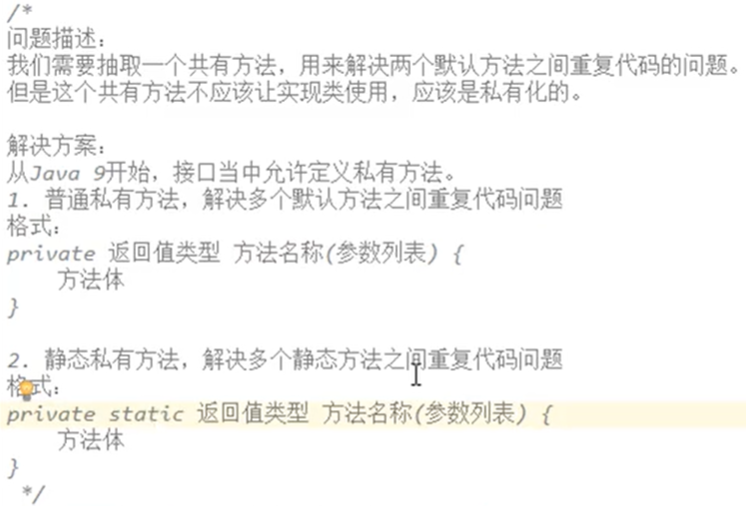 /*
问题描述：
我们需要抽取一个共有方法，用来解决两个默认方法之间重复代码的问题。
但是这个共有方法不应该让实现类使用，应该是私有化的。
解决方案：
从Java 9开始，接口当中允许定义私有方法。
1. 普通私有方法，解决多个默认方法之间重复代码问题
格式：
private 返回值类型 方法名称(参数列表) {
方法体
}
2. 静态私有方法，解决多个静态方法之间重复代码问题
格式：
private static 返回值类型 方法名称(参数列表) {
方法体
}
*/